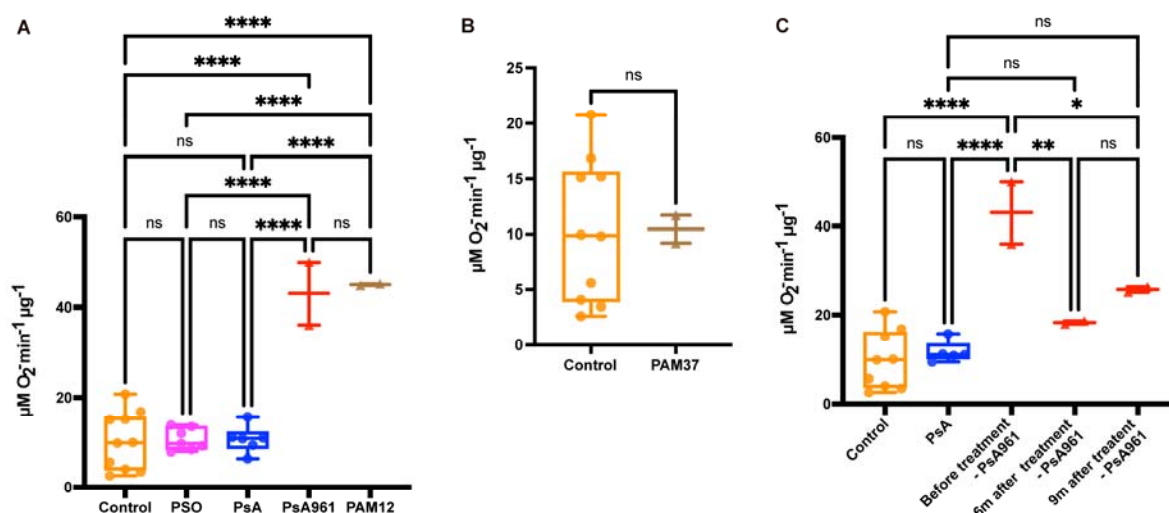 A
****
****
****
ns
****
****
ns
ns
****
ns
µM O2-min-1 µg-1
60
40
20
0
Control
PSO
PsA
PsA961
PAM12
B
ns
µM O2-min-1 µg-1
25
20
15
10
5
0
Control
PAM37
C
ns
ns
****
*
ns
****
**
ns
µM O2-min-1 µg-1
60
40
20
0
Control
PsA
Before treatment
- PsA961
6m after treatment
- PsA961
9m after treatent
- PsA961